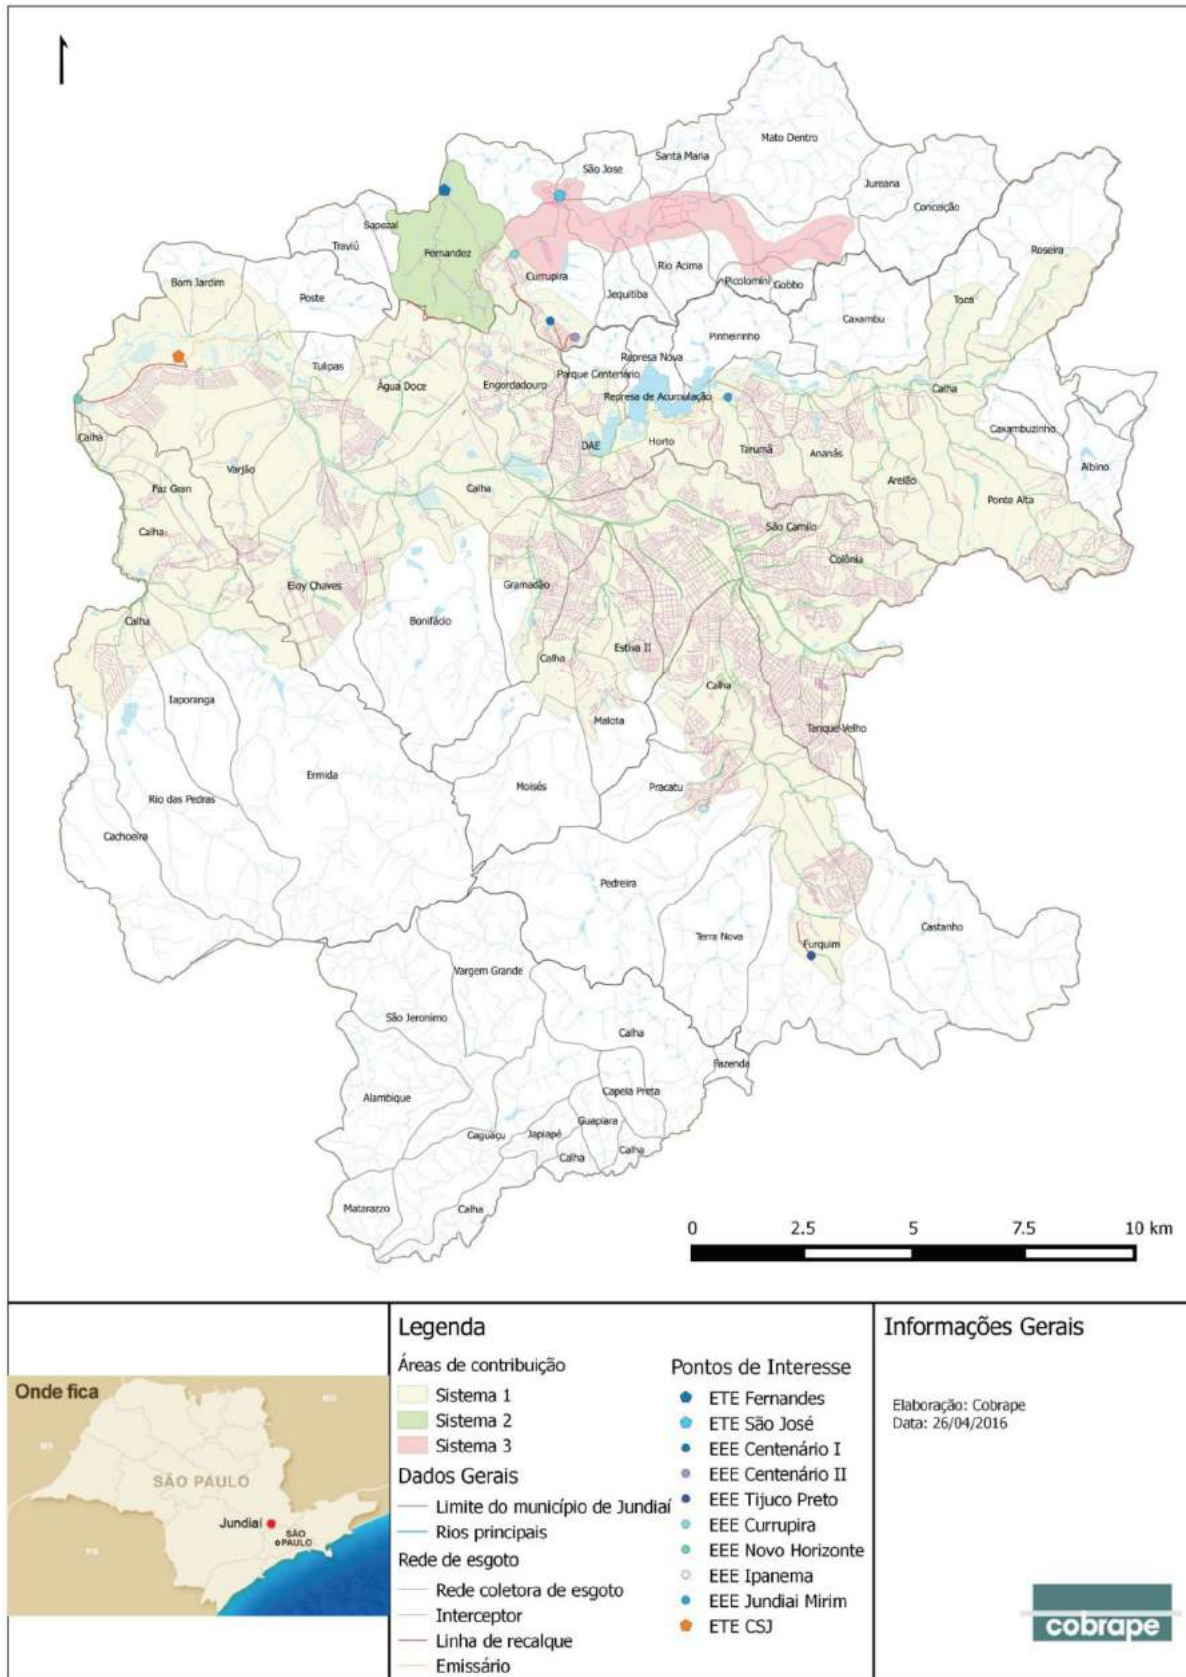 Mato Dentro
Santa Maria
São Jose
Jureana
Conceição
Sapezal
Roseira
Traviú
Fernandez
Rio Acima
Currupira
Bom Jardim
Picolomini
Gobbo
Poste
Jequitiba
Toca
Caxambu
Pinheirinho
Represa Nova
Tulipas
Parque Centenário
Água Doce
Engordadouro
Calha
Represa de Acumulação
Caxambuzinho
Calha
DAE
Horto
Tarumã
Ananás
Albino
Varjão
Areião
Faz Gran
Calha
Ponte Alta
São Camilo
Calha
Colônia
Eloy Chaves
Gramadão
Calha
Bonifácio
Estiva II
Calha
Calha
Iaporanga
Malota
Tanque Velho
Ermida
Moisés
Pracatu
Rio das Pedras
Cachoeira
Pedreira
Castanho
Terra Nova
Furquim
Vargem Grande
São Jeronimo
Calha
Fazenda
Capela Preta
Alambique
Guapiara
Caguaçu
Japiapé
Calha
Calha
Matarazzo
Calha
0 2.5 5 7.5 10 km
Onde fica
MS
SÃO PAULO
Jundiaí
SÃO
PAULO
PR
Legenda
Áreas de contribuição
Sistema 1
Sistema 2
Sistema 3
Dados Gerais
Limite do município de Jundiaí
Rios principais
Rede de esgoto
Rede coletora de esgoto
Interceptor
Linha de recalque
Emissário
Pontos de Interesse
ETE Fernandes
ETE São José
EEE Centenário I
EEE Centenário II
EEE Tijuco Preto
EEE Currupira
EEE Novo Horizonte
EEE Ipanema
EEE Jundiai Mirim
ETE CSJ
Informações Gerais
Elaboração: Cobrape
Data: 26/04/2016
cobrape